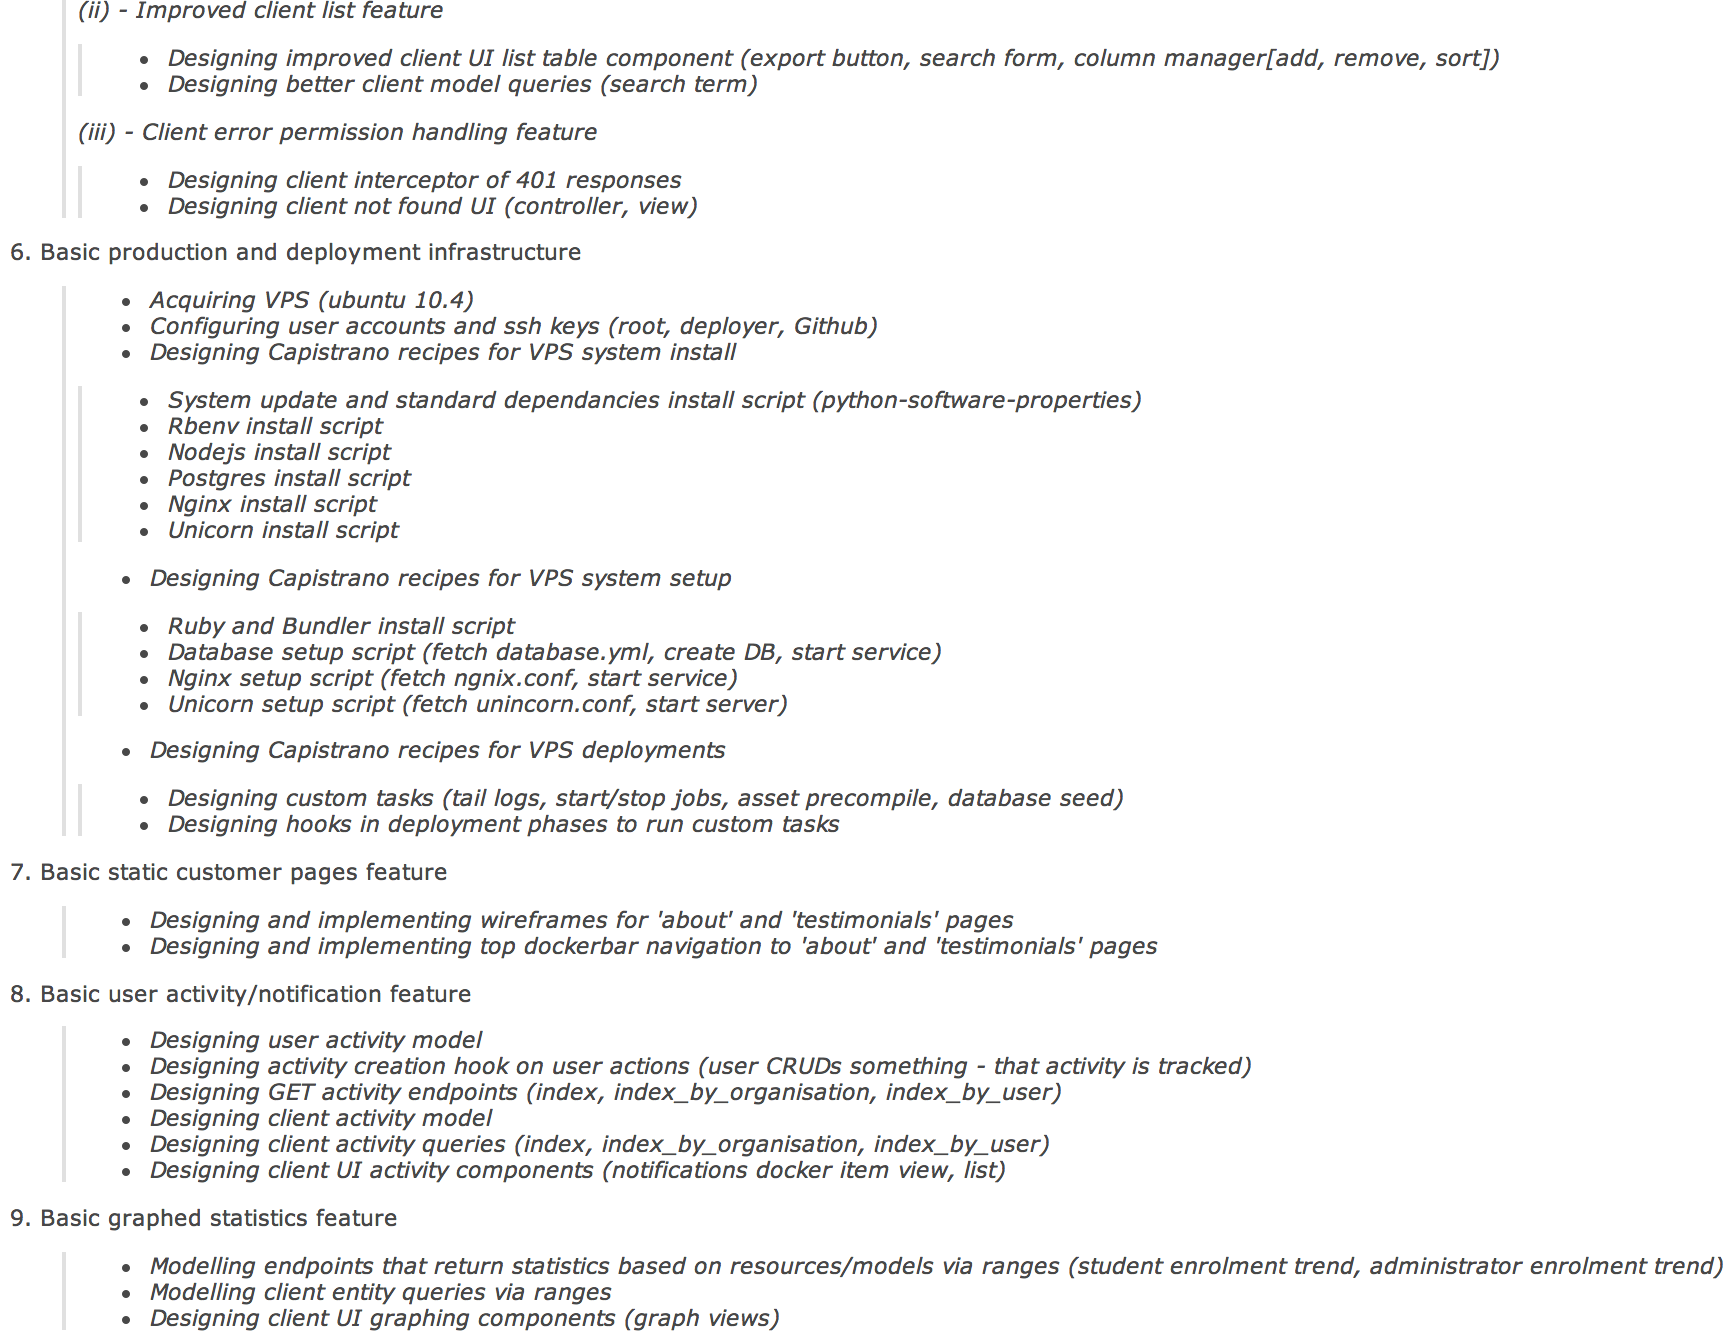 (ii) - Improved client list feature
• Designing improved client UI list table component (export button, search form, column manager[add, remove, sort])
• Designing better client model queries (search term)
(iii) - Client error permission handling feature
• Designing client interceptor of 401 responses
• Designing client not found UI (controller, view)
6. Basic production and deployment infrastructure
• Acquiring VPS (ubuntu 10.4)
• Configuring user accounts and ssh keys (root, deployer, Github)
• Designing Capistrano recipes for VPS system install
• System update and standard dependancies install script (python-software-properties)
• Rbenv install script
• Nodejs install script
• Postgres install script
• Nginx install script
• Unicorn install script
• Designing Capistrano recipes for VPS system setup
• Ruby and Bundler install script
• Database setup script (fetch database.yml, create DB, start service)
• Nginx setup script (fetch ngnix.conf, start service)
• Unicorn setup script (fetch unincorn.conf, start server)
• Designing Capistrano recipes for VPS deployments
• Designing custom tasks (tail logs, start/stop jobs, asset precompile, database seed)
• Designing hooks in deployment phases to run custom tasks
7. Basic static customer pages feature
• Designing and implementing wireframes for 'about' and 'testimonials' pages
• Designing and implementing top dockerbar navigation to 'about' and 'testimonials' pages
8. Basic user activity/notification feature
• Designing user activity model
• Designing activity creation hook on user actions (user CRUDs something - that activity is tracked)
• Designing GET activity endpoints (index, index_by_organisation, index_by_user)
• Designing client activity model
• Designing client activity queries (index, index_by_organisation, index_by_user)
• Designing client UI activity components (notifications docker item view, list)
9. Basic graphed statistics feature
• Modelling endpoints that return statistics based on resources/models via ranges (student enrolment trend, administrator enrolment trend)
• Modelling client entity queries via ranges
• Designing client UI graphing components (graph views)